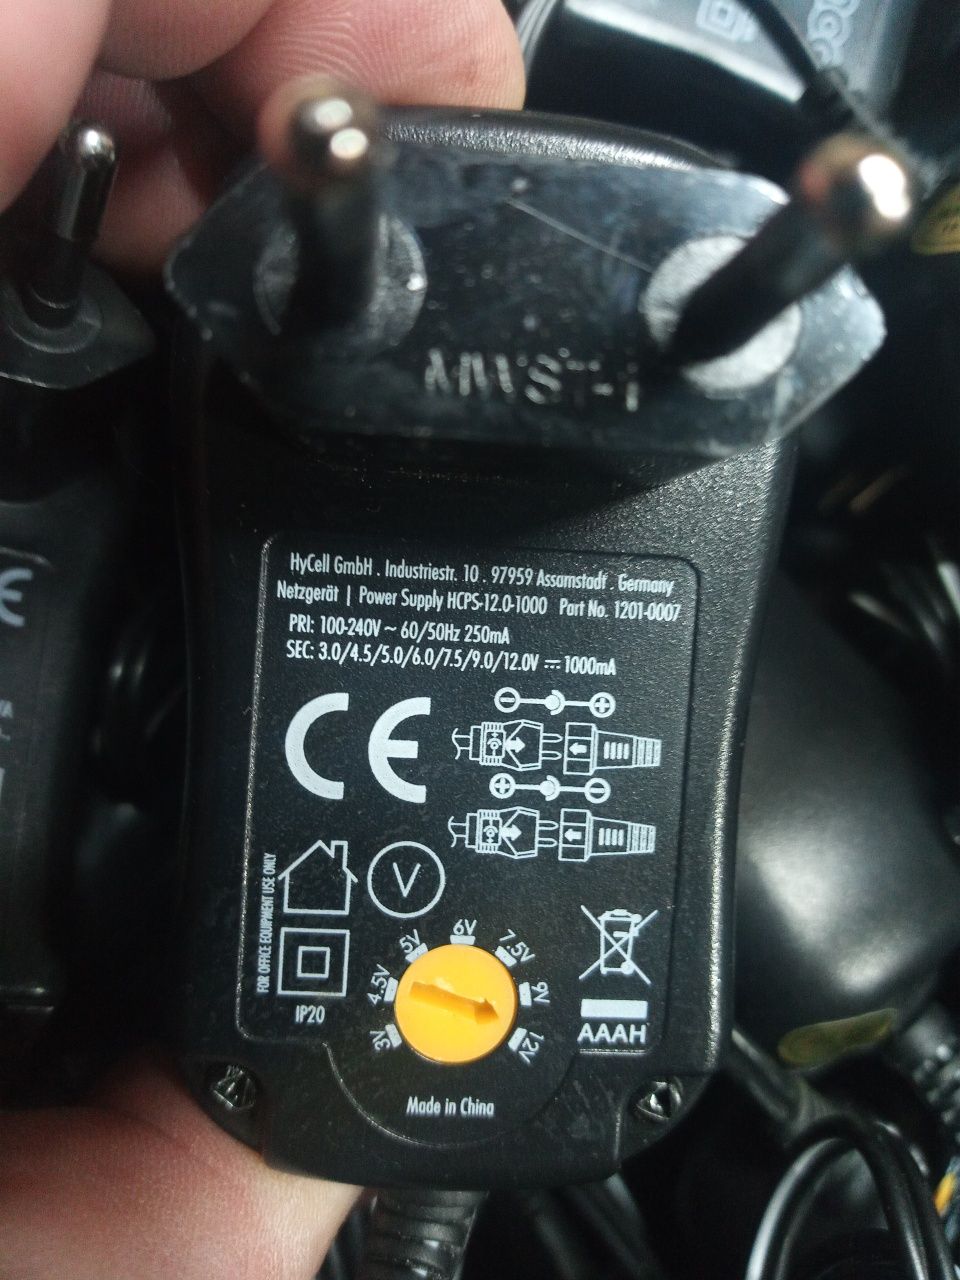 HyCell GmbH . Industriestr. 10 . 97959 Assamstadt . Germany
Netzgerät | Power Supply HCPS-12.0-1000 Part No. 1201-0007
PRI: 100-240V ~ 60/50Hz 250mA
SEC: 3.0/4.5/5.0/6.0/7.5/9.0/12.0V ⎓ 1000mA
CE
FOR OFFICE EQUIPMENT USE ONLY
V
IP20
3V
4.5V
5V
6V
7.5V
9V
12V
AAAH
Made in China
CE